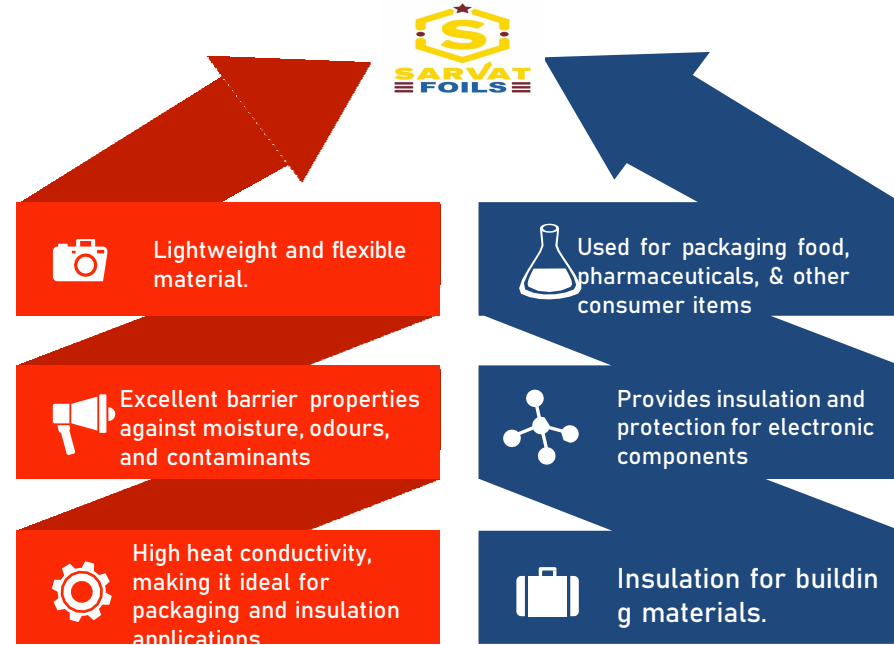 S
SARVAT
FOILS
Lightweight and flexible
material.
Excellent barrier properties
against moisture, odours,
and contaminants
High heat conductivity,
making it ideal for
packaging and insulation
applications
Used for packaging food,
pharmaceuticals, & other
consumer items
Provides insulation and
protection for electronic
components
Insulation for buildin
g materials.